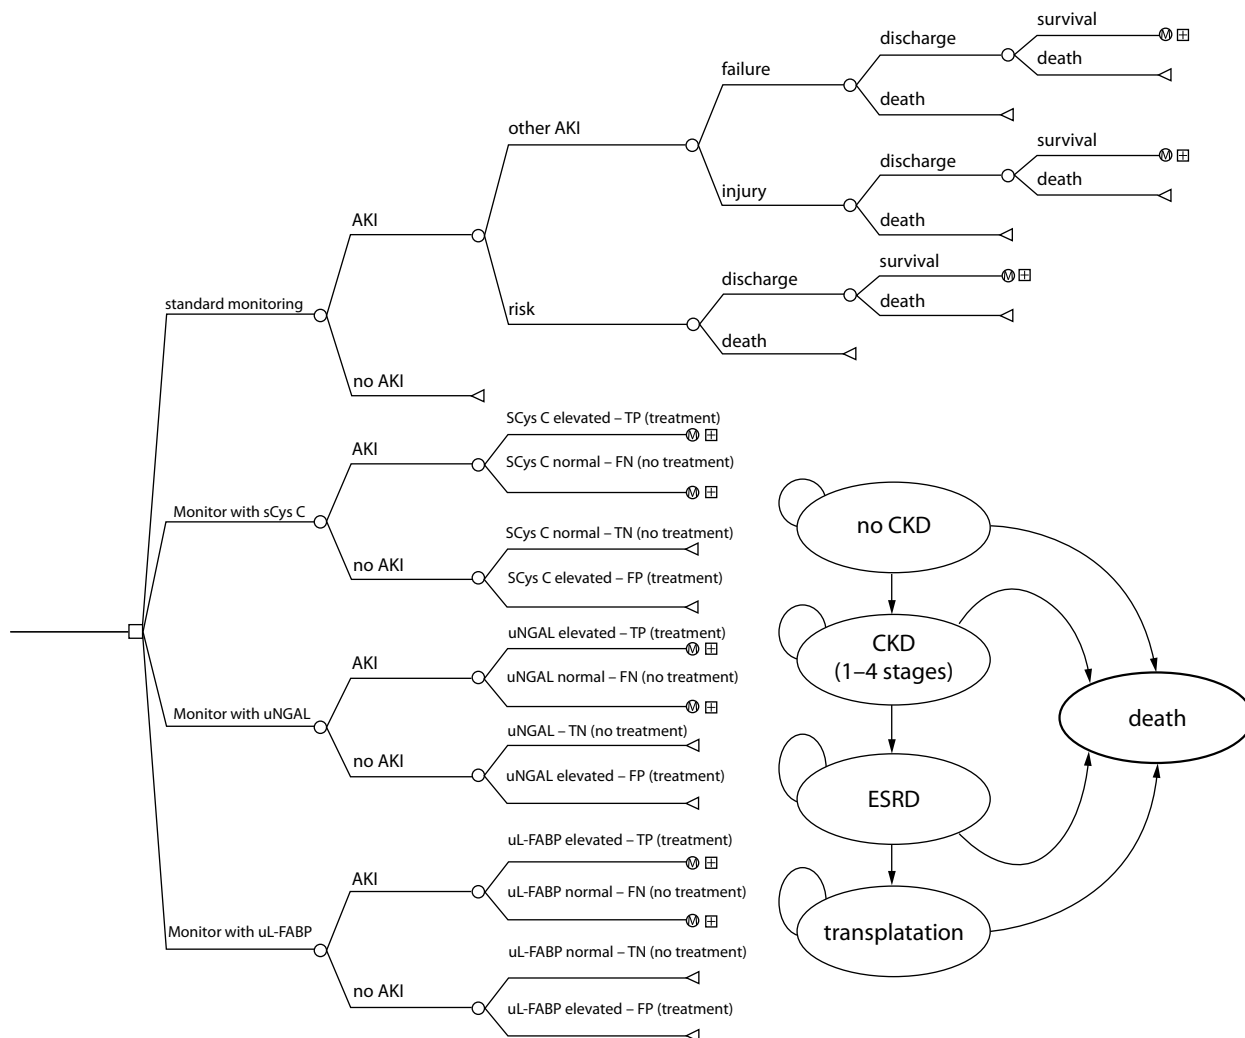 survival
M
discharge
death
failure
death
other AKI
survival
M
discharge
death
injury
death
AKI
survival
M
discharge
death
risk
death
standard monitoring
no AKI
SCys C elevated – TP (treatment)
M
AKI
SCys C normal – FN (no treatment)
M
Monitor with sCys C
SCys C normal – TN (no treatment)
no AKI
SCys C elevated – FP (treatment)
uNGAL elevated – TP (treatment)
M
AKI
uNGAL normal – FN (no treatment)
M
Monitor with uNGAL
uNGAL – TN (no treatment)
no AKI
uNGAL elevated – FP (treatment)
uL-FABP elevated – TP (treatment)
M
AKI
uL-FABP normal – FN (no treatment)
M
Monitor with uL-FABP
uL-FABP normal – TN (no treatment)
no AKI
uL-FABP elevated – FP (treatment)
no CKD
CKD
(1–4 stages)
death
ESRD
transplatation